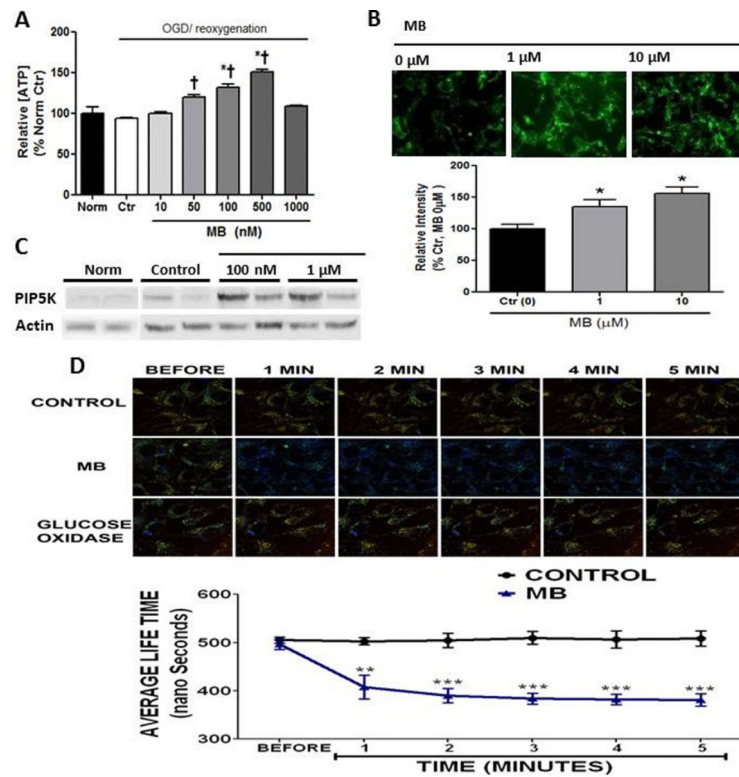 A
OGD/ reoxygenation
Relative [ATP]
(% Norm Ctr)
200
150
100
50
0
† *† *†
Norm Ctr 10 50 100 500 1000
MB (nM)
B
MB
0 µM 1 µM 10 µM
Relative Intensity
(% Ctr, MB 0µM)
200
150
100
50
0
* *
Ctr (0) 1 10
MB (µM)
C
Norm Control 100 nM 1 µM
PIP5K
Actin
D
BEFORE 1 MIN 2 MIN 3 MIN 4 MIN 5 MIN
CONTROL
MB
GLUCOSE
OXIDASE
CONTROL
MB
AVERAGE LIFE TIME
(nano Seconds)
600
500
400
300
** *** *** *** ***
BEFORE 1 2 3 4 5
TIME (MINUTES)